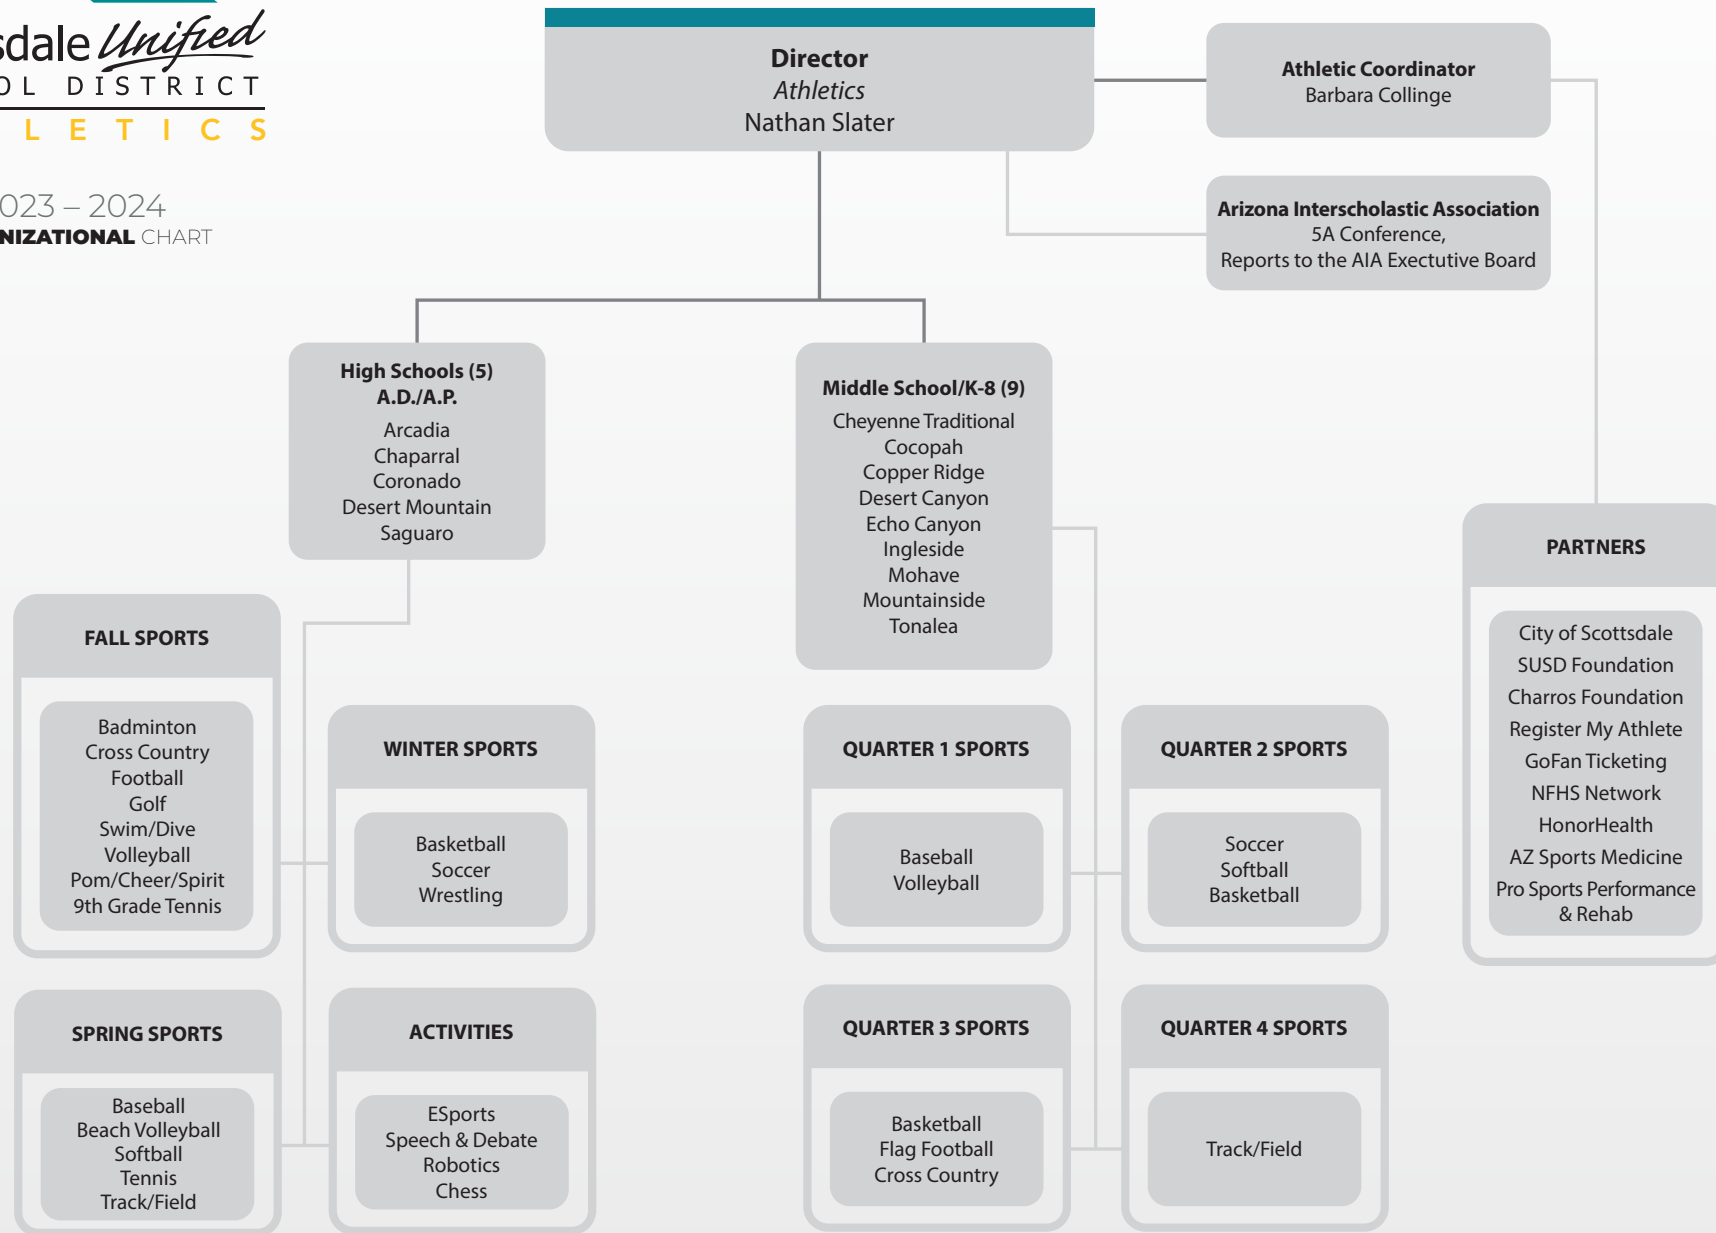 sdale Unified
OL DISTRICT
LETICS
023 – 2024
NIZATIONAL CHART
Director
Athletics
Nathan Slater
Athletic Coordinator
Barbara Collinge
Arizona Interscholastic Association
5A Conference,
Reports to the AIA Exectutive Board
High Schools (5)
A.D./A.P.
Arcadia
Chaparral
Coronado
Desert Mountain
Saguaro
Middle School/K-8 (9)
Cheyenne Traditional
Cocopah
Copper Ridge
Desert Canyon
Echo Canyon
Ingleside
Mohave
Mountainside
Tonalea
PARTNERS
City of Scottsdale
SUSD Foundation
Charros Foundation
Register My Athlete
GoFan Ticketing
NFHS Network
HonorHealth
AZ Sports Medicine
Pro Sports Performance
& Rehab
FALL SPORTS
Badminton
Cross Country
Football
Golf
Swim/Dive
Volleyball
Pom/Cheer/Spirit
9th Grade Tennis
WINTER SPORTS
Basketball
Soccer
Wrestling
QUARTER 1 SPORTS
Baseball
Volleyball
QUARTER 2 SPORTS
Soccer
Softball
Basketball
SPRING SPORTS
Baseball
Beach Volleyball
Softball
Tennis
Track/Field
ACTIVITIES
ESports
Speech & Debate
Robotics
Chess
QUARTER 3 SPORTS
Basketball
Flag Football
Cross Country
QUARTER 4 SPORTS
Track/Field